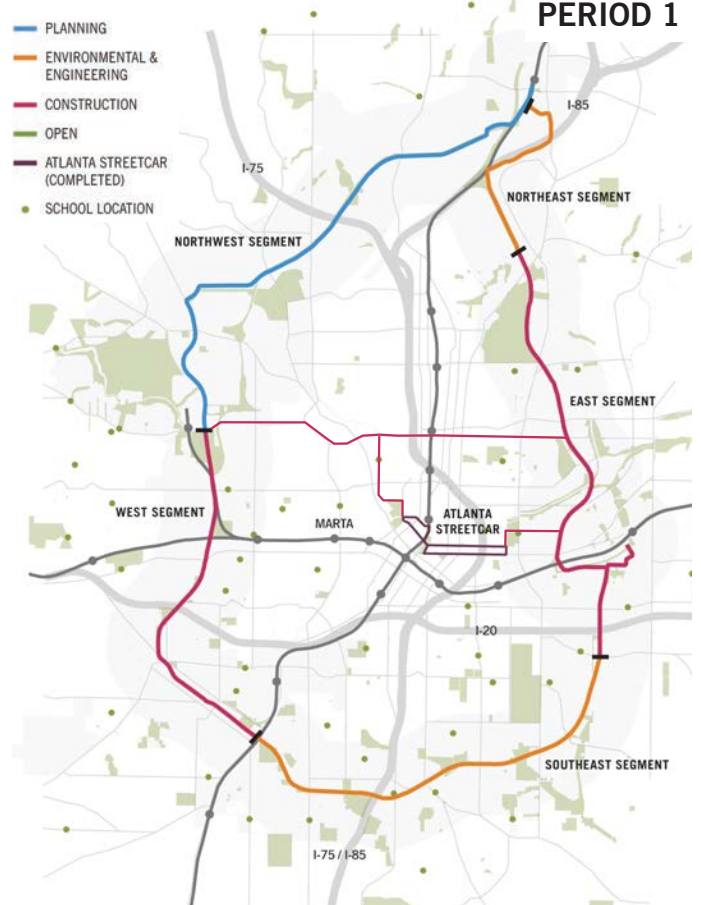 PERIOD 1
PLANNING
ENVIRONMENTAL &
ENGINEERING
CONSTRUCTION
OPEN
ATLANTA STREETCAR
(COMPLETED)
SCHOOL LOCATION
I-85
I-75
NORTHEAST SEGMENT
NORTHWEST SEGMENT
EAST SEGMENT
WEST SEGMENT
MARTA
ATLANTA
STREETCAR
I-20
SOUTHEAST SEGMENT
I-75 / I-85